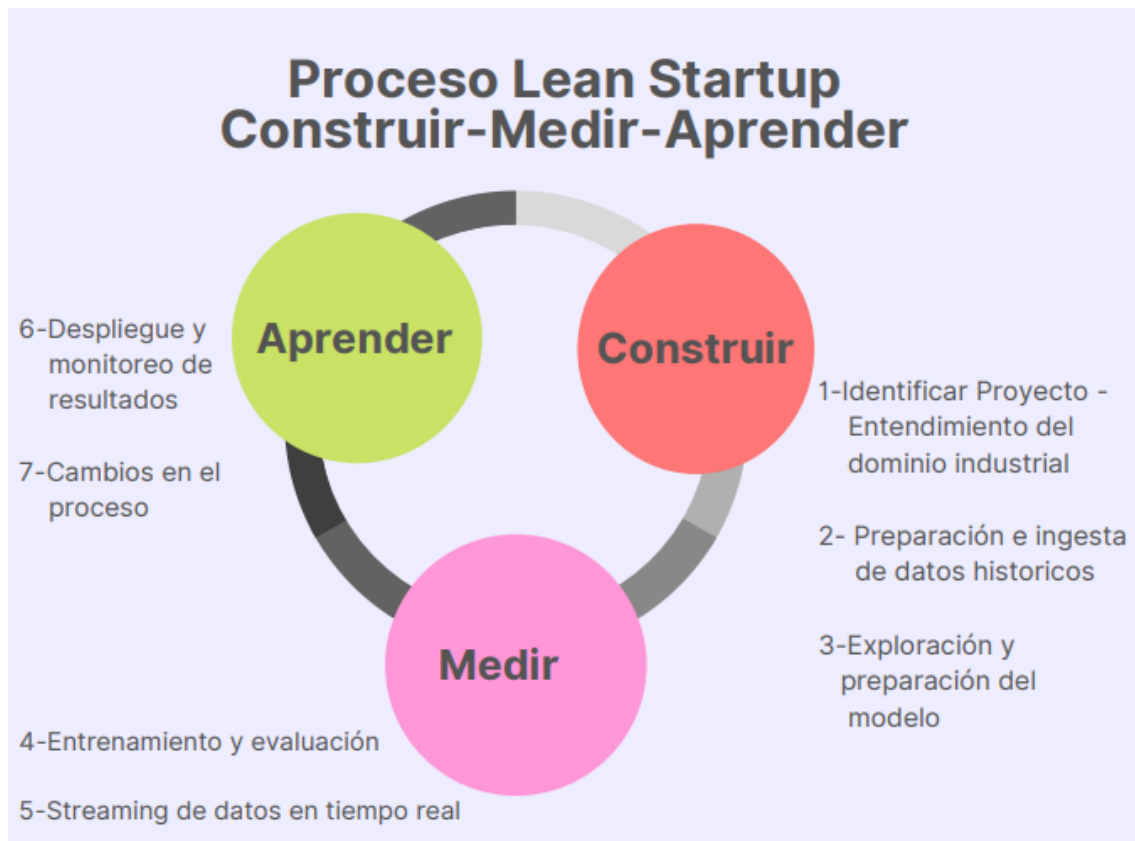 Proceso Lean Startup
Construir-Medir-Aprender
Aprender
Construir
6-Despliegue y
monitoreo de
resultados
7-Cambios en el
proceso
1-Identificar Proyecto -
Entendimiento del
dominio industrial
2- Preparación e ingesta
de datos historicos
3-Exploración y
preparación del
modelo
Medir
4-Entrenamiento y evaluación
5-Streaming de datos en tiempo real